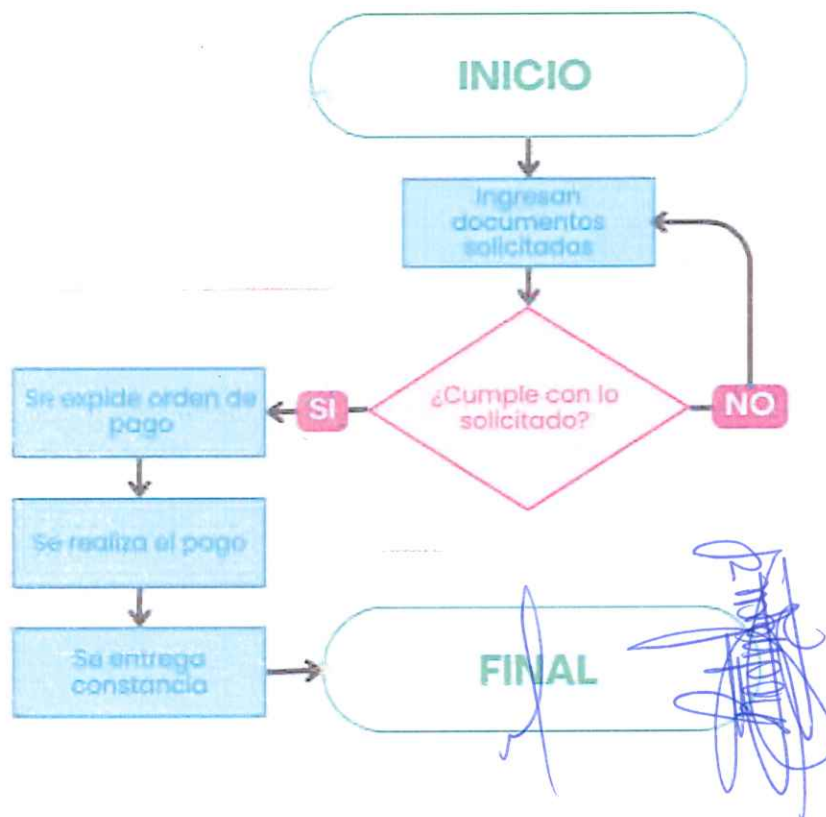 INICIO
Ingresan
documentos
solicitados
¿Cumple con lo
solicitado?
SI
NO
Se expide orden de
pago
Se realiza el pago
Se entrega
constancia
FINAL